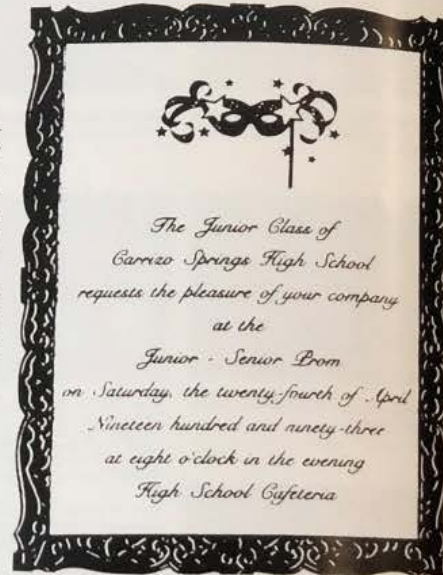 The Junior Class of
Carrizo Springs High School
requests the pleasure of your company
at the
Junior - Senior Prom
on Saturday, the twenty-fourth of April
Nineteen hundred and ninety-three
at eight o'clock in the evening
High School Cafeteria